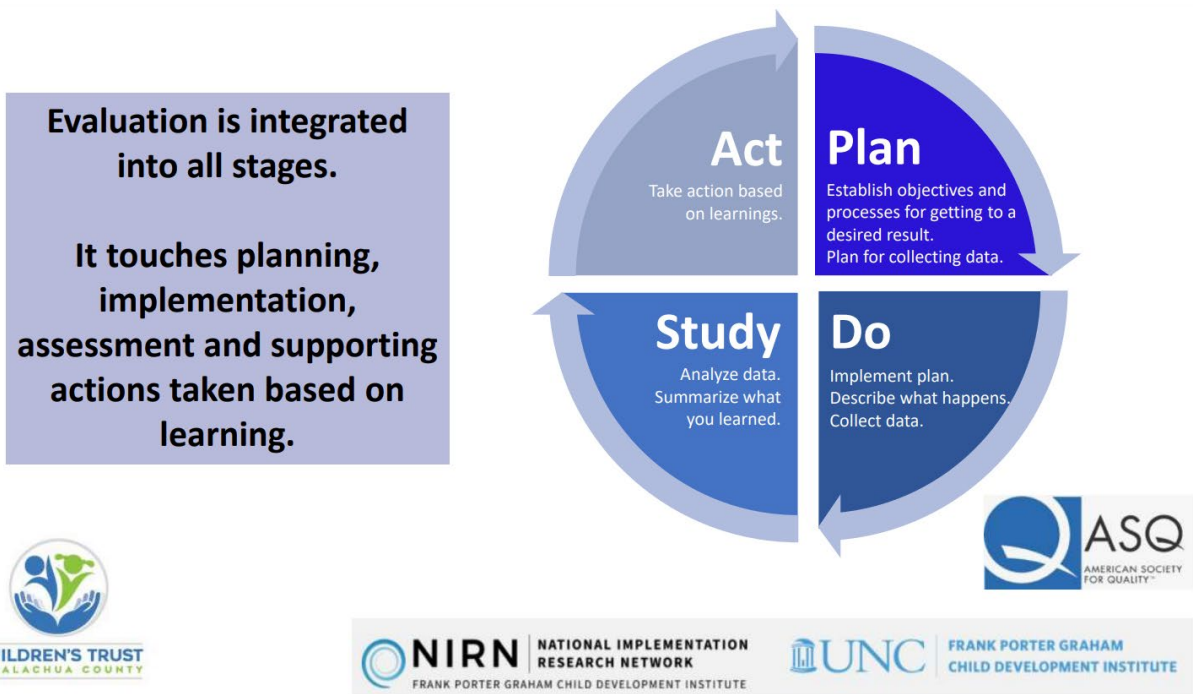 Evaluation is integrated
into all stages.
It touches planning,
implementation,
assessment and supporting
actions taken based on
learning.
Act
Take action based
on learnings.
Plan
Establish objectives and
processes for getting to a
desired result.
Plan for collecting data.
Study
Analyze data.
Summarize what
you learned.
Do
Implement plan.
Describe what happens.
Collect data.
ASQ
AMERICAN SOCIETY
FOR QUALITY™
ILDREN'S TRUST
ALACHUA COUNTY
NIRN
NATIONAL IMPLEMENTATION
RESEARCH NETWORK
FRANK PORTER GRAHAM CHILD DEVELOPMENT INSTITUTE
UNC
FRANK PORTER GRAHAM
CHILD DEVELOPMENT INSTITUTE